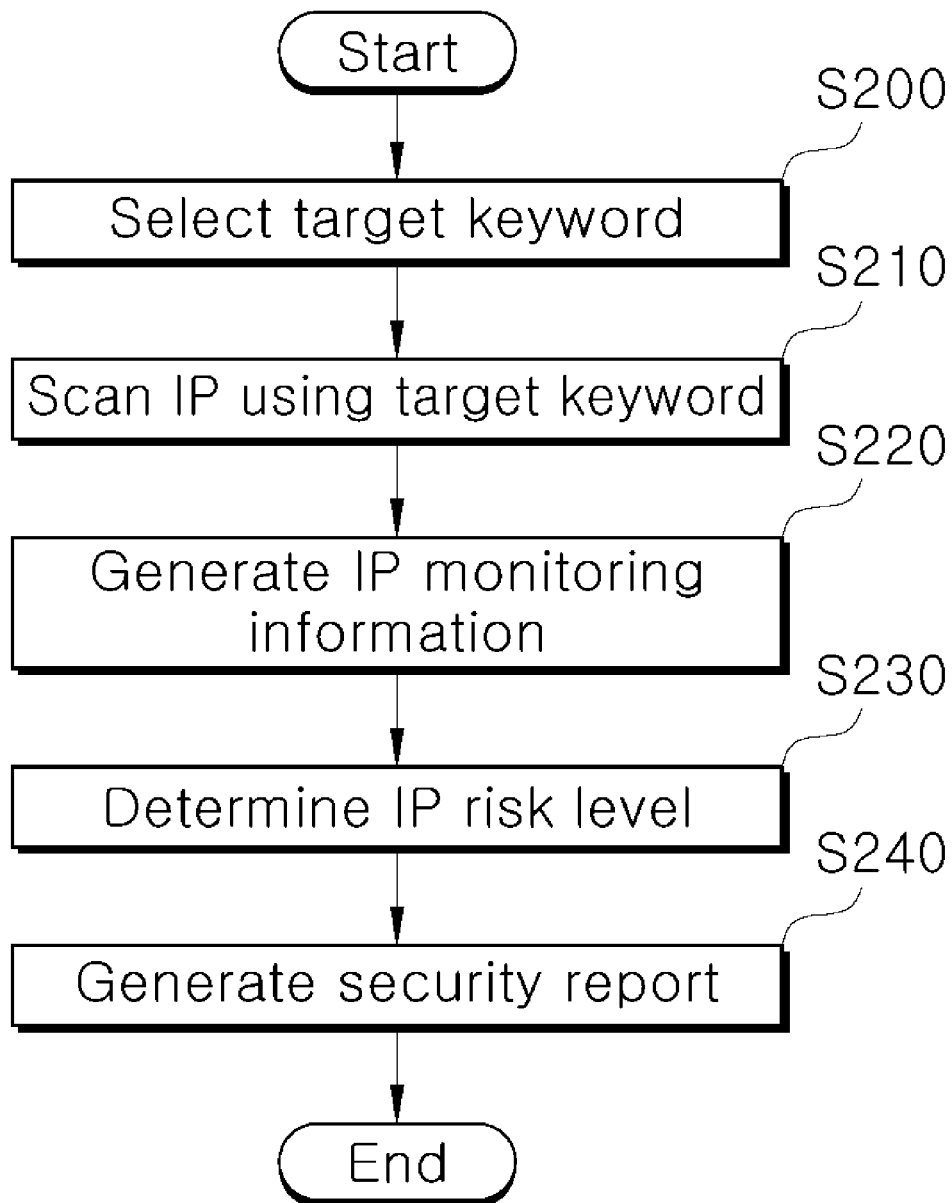 Start
S200
Select target keyword
S210
Scan IP using target keyword
S220
Generate IP monitoring
information
S230
Determine IP risk level
S240
Generate security report
End